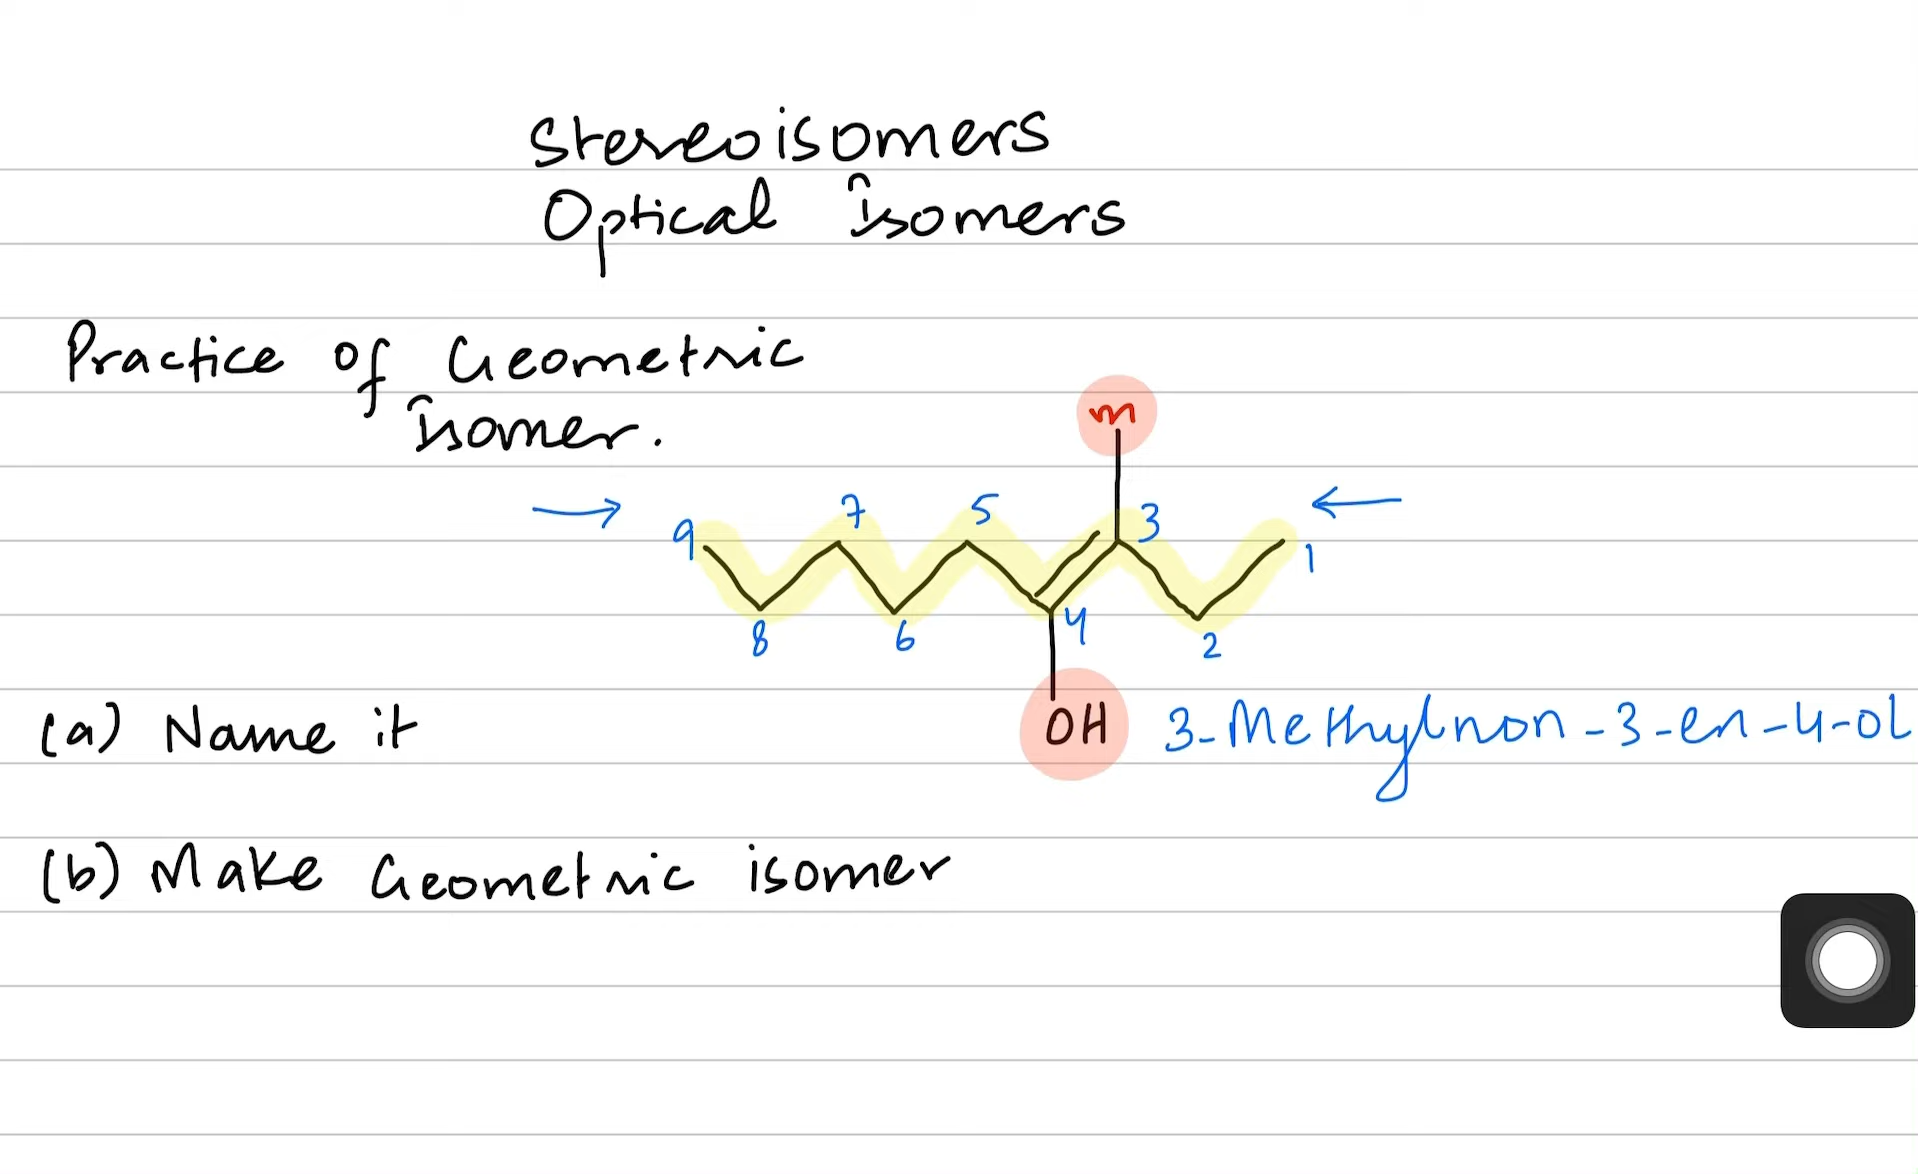 Stereoisomers
Optical isomers
Practice of Geometric
isomer.
m
9 7 5 3 1
8 6 4 2
OH
3-Methylnon-3-en-4-ol
(a) Name it
(b) Make Geometric isomer